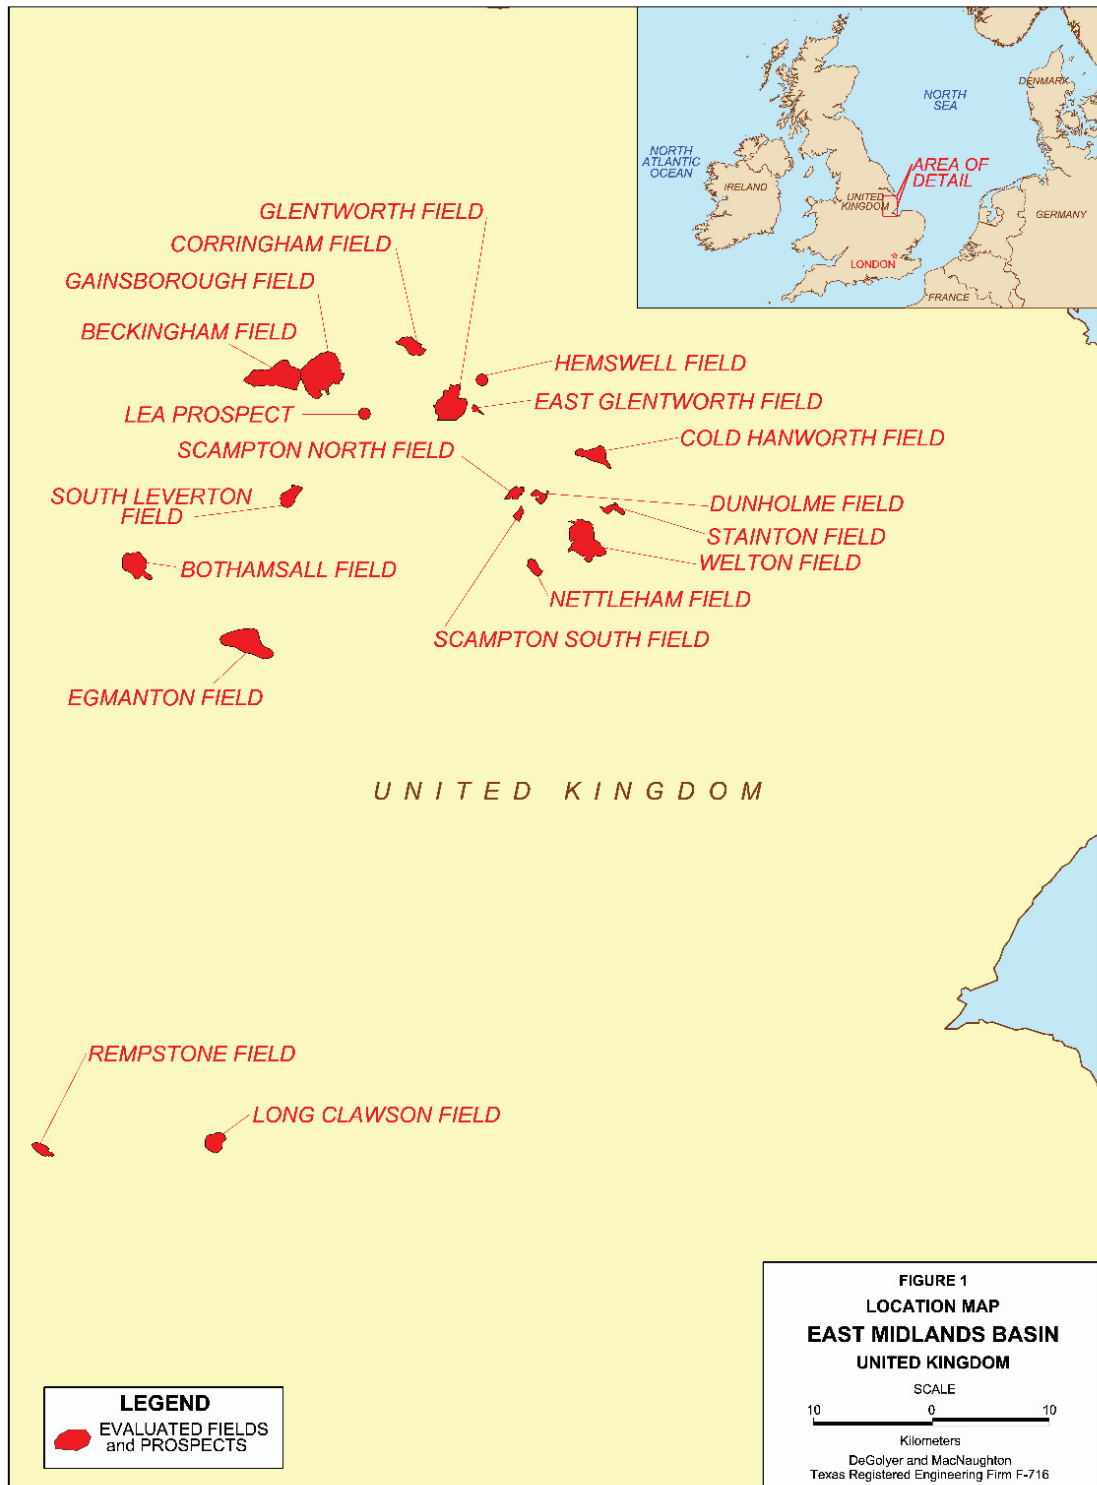 NORTH
SEA
DENMARK
NORTH
ATLANTIC
OCEAN
AREA OF
DETAIL
IRELAND
UNITED
KINGDOM
GERMANY
LONDON
FRANCE
GLENTWORTH FIELD
CORRINGHAM FIELD
GAINSBOROUGH FIELD
BECKINGHAM FIELD
HEMSWELL FIELD
LEA PROSPECT
EAST GLENTWORTH FIELD
SCAMPTON NORTH FIELD
COLD HANWORTH FIELD
SOUTH LEVERTON
FIELD
DUNHOLME FIELD
STAINTON FIELD
BOTHAMSALL FIELD
WELTON FIELD
NETTLEHAM FIELD
SCAMPTON SOUTH FIELD
EGMANTON FIELD
UNITED KINGDOM
REMPSTONE FIELD
LONG CLAWSON FIELD
FIGURE 1
LOCATION MAP
EAST MIDLANDS BASIN
UNITED KINGDOM
SCALE
10 0 10
Kilometers
DeGolyer and MacNaughton
Texas Registered Engineering Firm F-716
LEGEND
EVALUATED FIELDS
and PROSPECTS